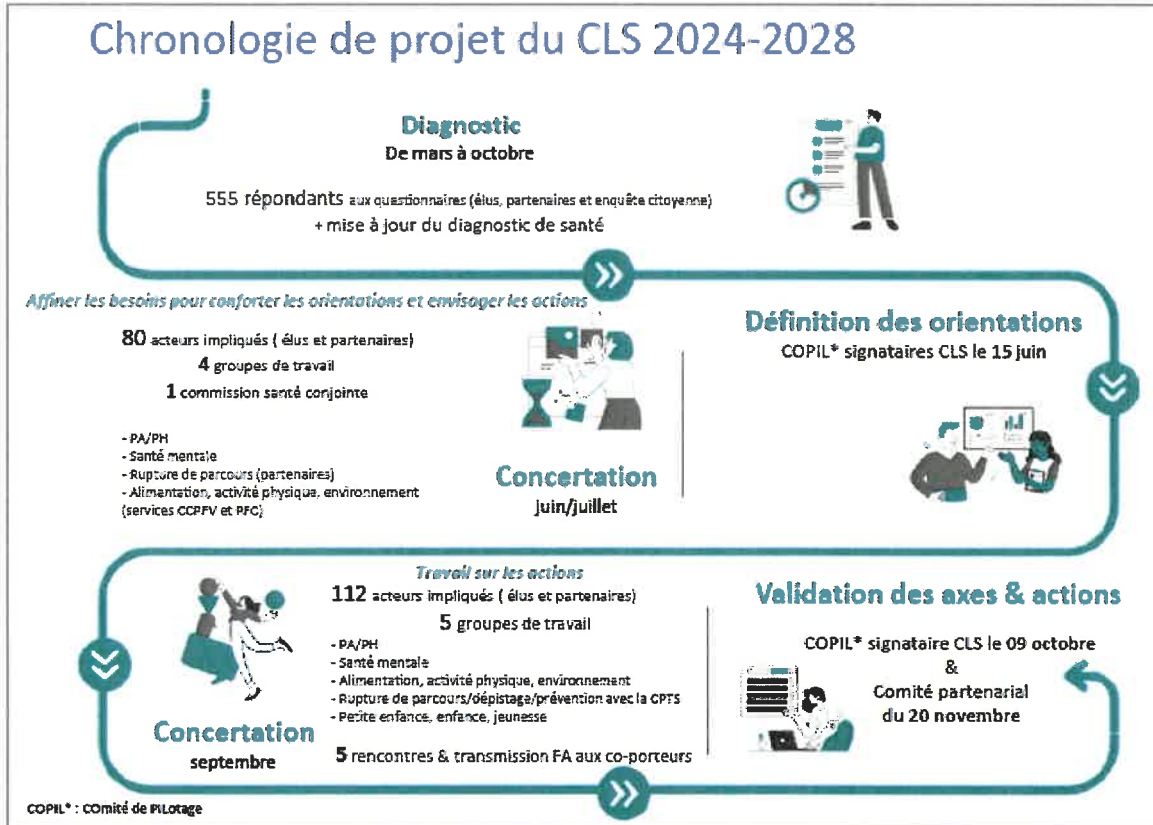 Chronologie de projet du CLS 2024-2028
Diagnostic
De mars à octobre
555 répondants aux questionnaires (élus, partenaires et enquête citoyenne)
+ mise à jour du diagnostic de santé
Définition des orientations
COPIL* signataires CLS le 15 juin
Affiner les besoins pour conforter les orientations et envisager les actions
80 acteurs impliqués ( élus et partenaires)
4 groupes de travail
1 commission santé conjointe
- PA/PH
- Santé mentale
- Rupture de parcours (partenaires)
- Alimentation, activité physique, environnement
(services CCPFV et PFC)
Concertation
juin/juillet
Concertation
septembre
Travail sur les actions
112 acteurs impliqués ( élus et partenaires)
5 groupes de travail
- PA/PH
- Santé mentale
- Alimentation, activité physique, environnement
- Rupture de parcours/dépistage/prévention avec la CPTS
- Petite enfance, enfance, jeunesse
5 rencontres & transmission FA aux co-porteurs
Validation des axes & actions
COPIL* signataire CLS le 09 octobre
&
Comité partenarial
du 20 novembre
COPIL* : COmité de PILotage